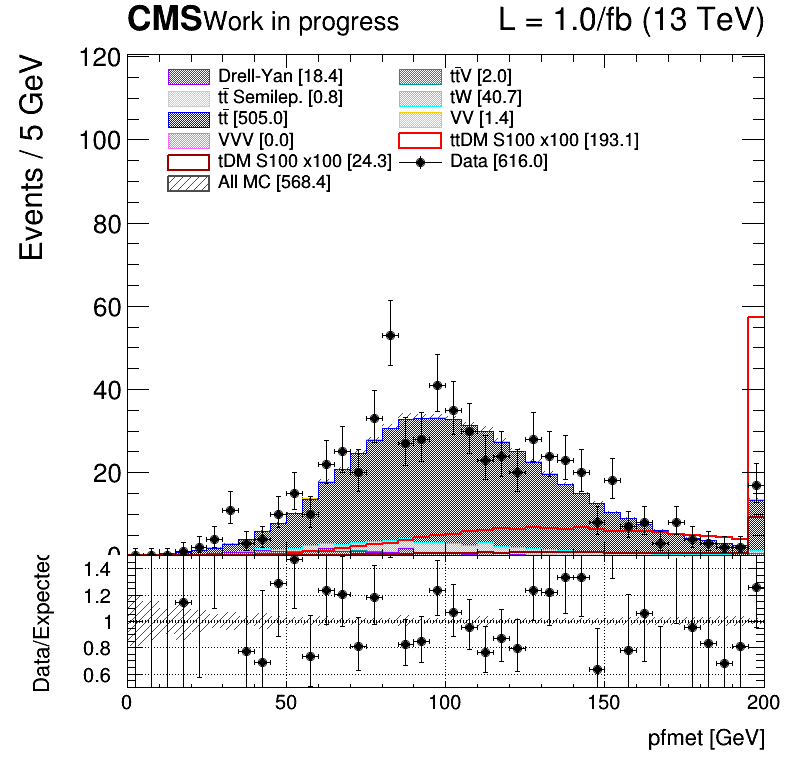 CMS Work in progress L = 1.0/fb (13 TeV)
Events / 5 GeV
120
100
80
60
40
20
0
Drell-Yan [18.4] tt̄V [2.0]
tt̄ Semilep. [0.8] tW [40.7]
tt̄ [505.0] VV [1.4]
VVV [0.0] ttDM S100 x100 [193.1]
tDM S100 x100 [24.3] Data [616.0]
All MC [568.4]
Data/Expected
1.4
1.2
1
0.8
0.6
0 50 100 150 200
pfmet [GeV]